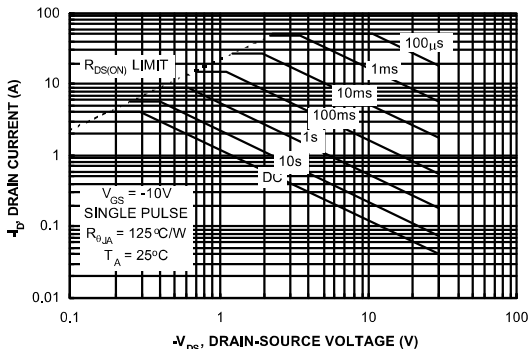 100
10
1
0.1
0.01
-I_D, DRAIN CURRENT (A)
R_DS(ON) LIMIT
100µs
1ms
10ms
100ms
1s
10s
DC
V_GS = -10V
SINGLE PULSE
R_θJA = 125°C/W
T_A = 25°C
0.1
1
10
100
-V_DS, DRAIN-SOURCE VOLTAGE (V)